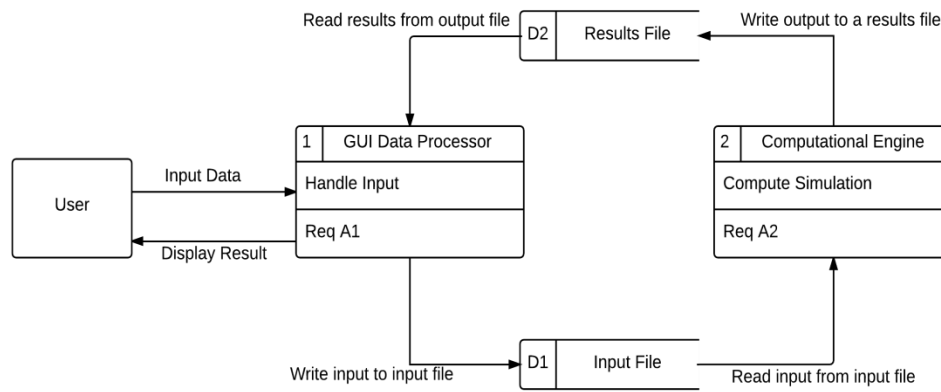 Read results from output file
D2
Results File
Write output to a results file
1
GUI Data Processor
2
Computational Engine
User
Input Data
Handle Input
Compute Simulation
Display Result
Req A1
Req A2
Write input to input file
D1
Input File
Read input from input file